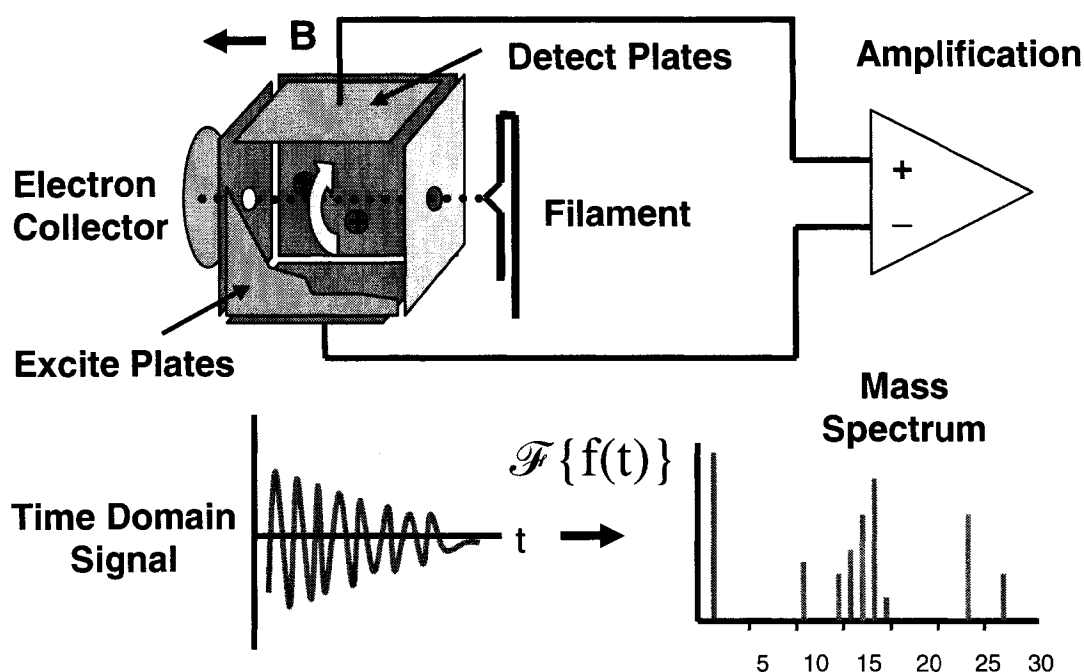 B
Detect Plates
Amplification
Electron
Collector
Filament
+
–
Excite Plates
Mass
Spectrum
Time Domain
Signal
t
ℱ{f(t)}
5 10 15 20 25 30